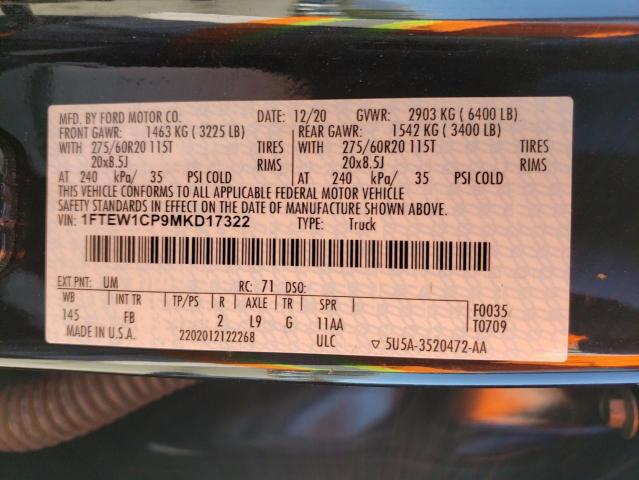 MFD. BY FORD MOTOR CO. DATE: 12/20 GVWR: 2903 KG ( 6400 LB)
FRONT GAWR: 1463 KG ( 3225 LB) REAR GAWR: 1542 KG ( 3400 LB)
WITH 275/60R20 115T TIRES WITH 275/60R20 115T TIRES
20x8.5J RIMS 20x8.5J RIMS
AT 240 kPa/ 35 PSI COLD AT 240 kPa/ 35 PSI COLD
THIS VEHICLE CONFORMS TO ALL APPLICABLE FEDERAL MOTOR VEHICLE
SAFETY STANDARDS IN EFFECT ON THE DATE OF MANUFACTURE SHOWN ABOVE.
VIN: 1FTEW1CP9MKD17322 TYPE: Truck
EXT PNT: UM RC: 71 DSO:
WB INT TR TP/PS R AXLE TR SPR F0035
145 FB 2 L9 G 11AA T0709
MADE IN U.S.A. 2202012122268 ULC 5U5A-3520472-AA